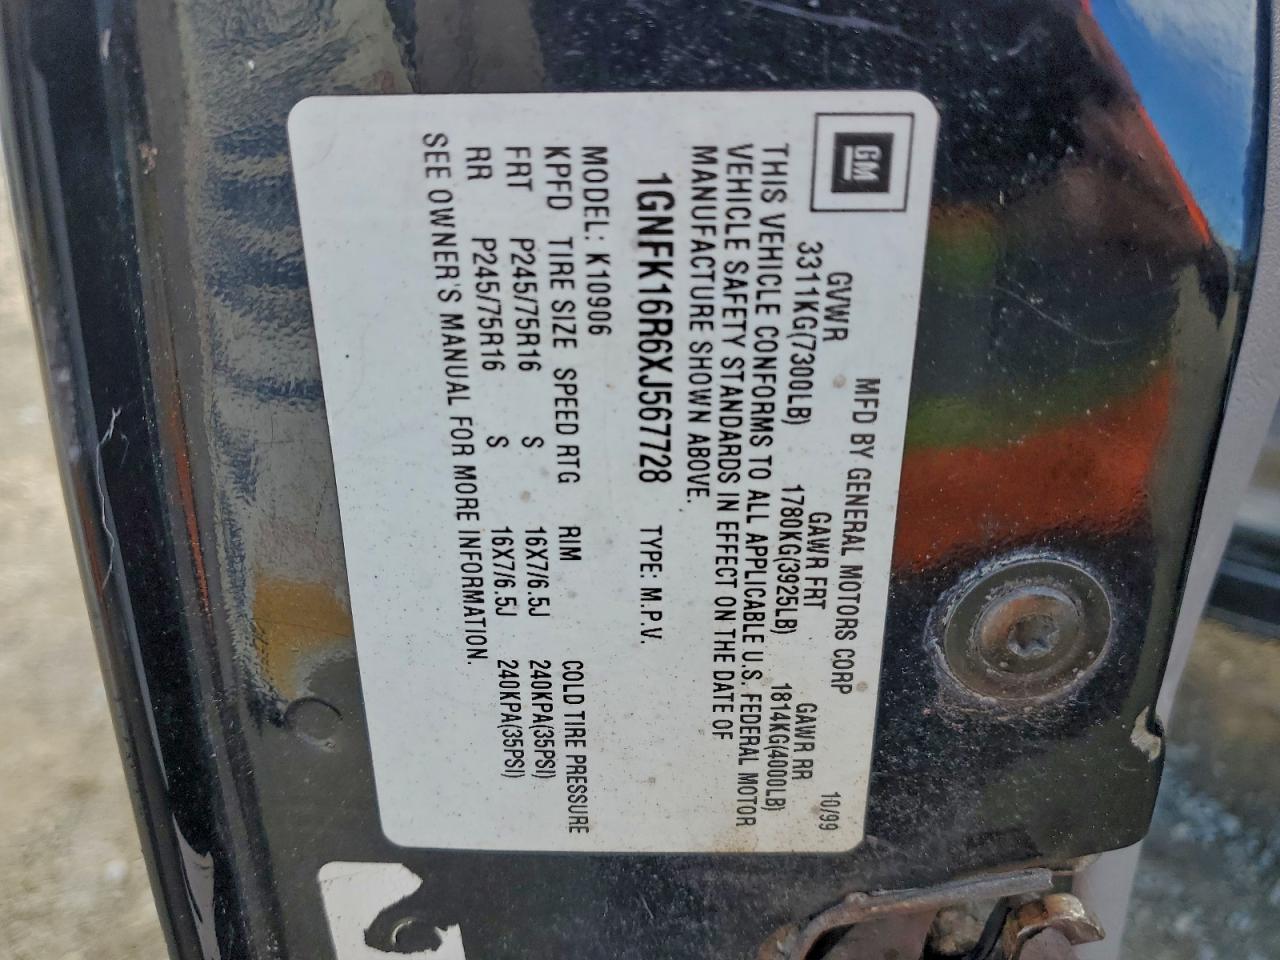 GM
MFD BY GENERAL MOTORS CORP 10/99
GVWR GAWR FRT GAWR RR
3311KG(7300LB) 1780KG(3925LB) 1814KG(4000LB)
THIS VEHICLE CONFORMS TO ALL APPLICABLE U.S. FEDERAL MOTOR
VEHICLE SAFETY STANDARDS IN EFFECT ON THE DATE OF
MANUFACTURE SHOWN ABOVE.
1GNFK16R6XJ567728 TYPE: M.P.V.
MODEL: K10906
KPFD TIRE SIZE SPEED RTG RIM COLD TIRE PRESSURE
FRT P245/75R16 S 16X7/6.5J 240KPA(35PSI)
RR P245/75R16 S 16X7/6.5J 240KPA(35PSI)
SEE OWNER'S MANUAL FOR MORE INFORMATION.